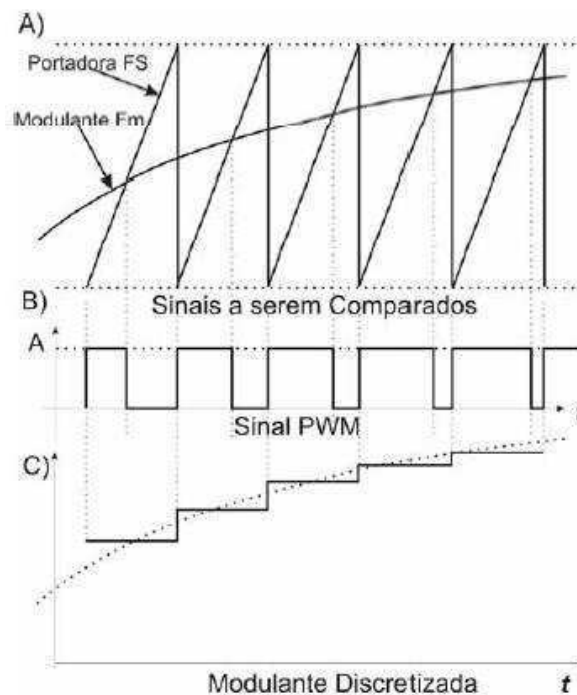 A)
Portadora FS
Modulante Fm
Sinais a serem Comparados
B)
A
Sinal PWM
C)
Modulante Discretizada t